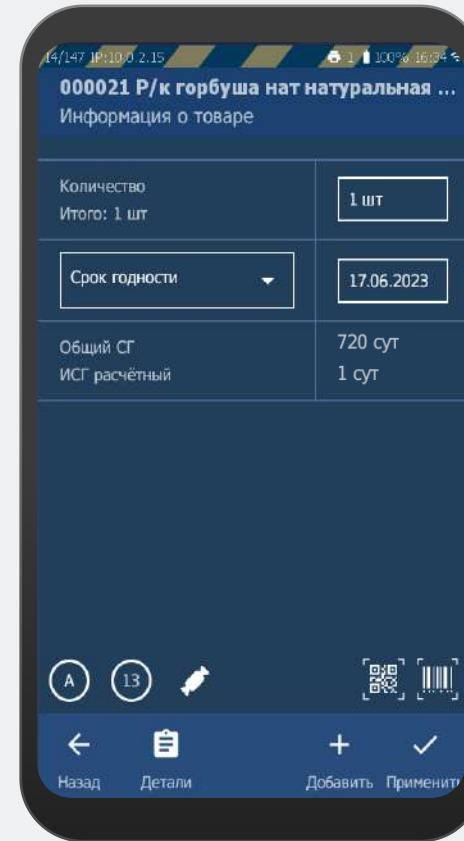 14/147 IP:10.0.2.15 1 100% 16:34
000021 Р/к горбуша нат натуральная ...
Информация о товаре
Количество
Итого: 1 шт
1 шт
Срок годности
17.06.2023
Общий СГ
720 сут
ИСГ расчётный
1 сут
А 13
Назад Детали Добавить Применить